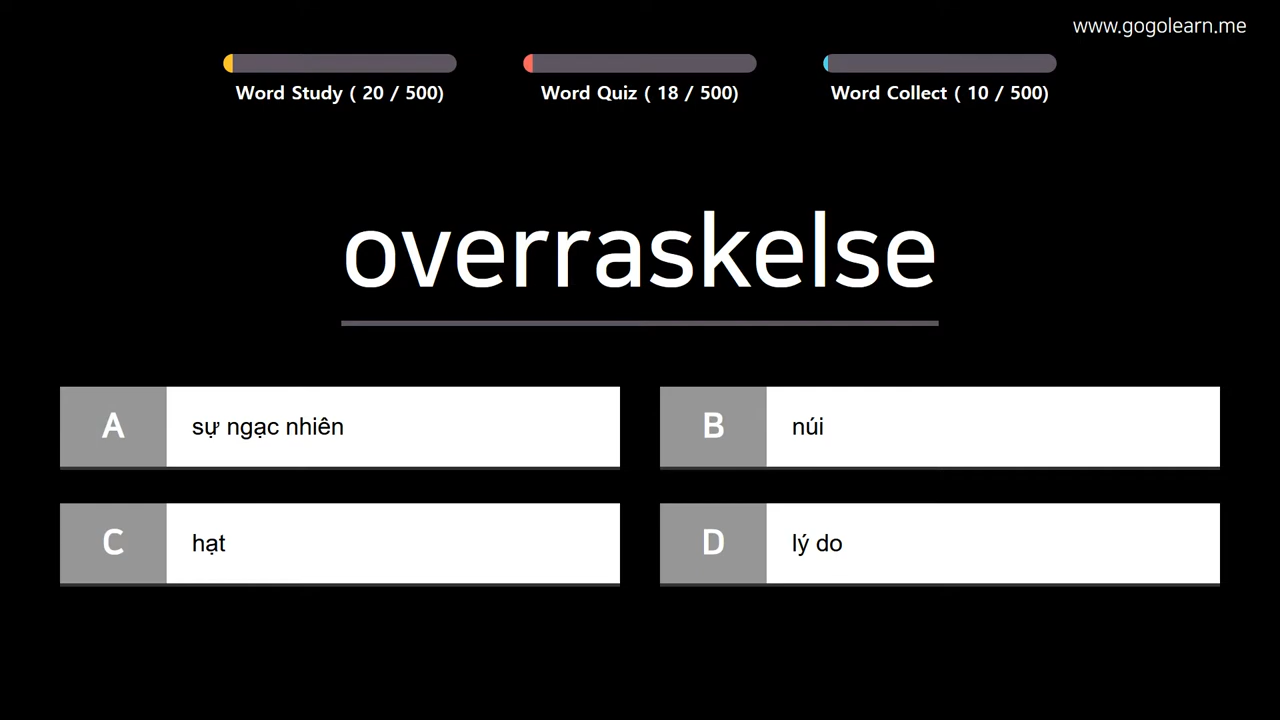 www.gogolearn.me
Word Study ( 20 / 500)
Word Quiz ( 18 / 500)
Word Collect ( 10 / 500)
overraskelse
A
sự ngạc nhiên
B
núi
C
hạt
D
lý do